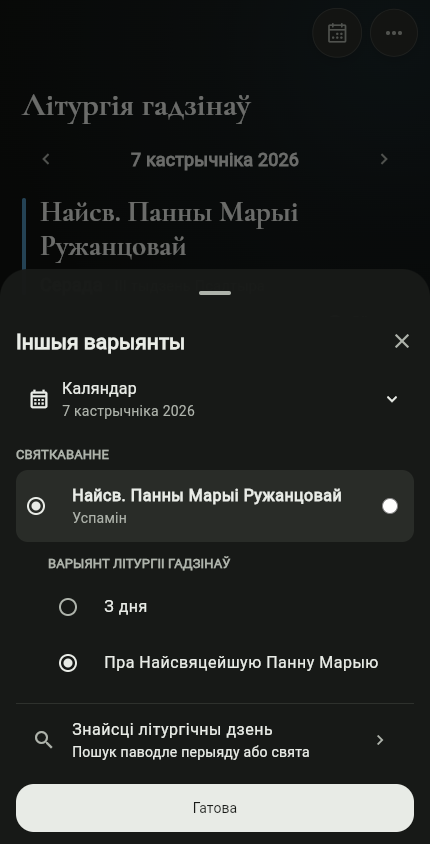 Літургія гадзінаў
7 кастрычніка 2026
Найсв. Панны Марыі
Ружанцовай
Іншыя варыянты
Каляндар
7 кастрычніка 2026
СВЯТКАВАННЕ
Найсв. Панны Марыі Ружанцовай
Успамін
ВАРЫЯНТ ЛІТУРГІІ ГАДЗІНАЎ
З дня
Пра Найсвяцейшую Панну Марыю
Знайсці літургічны дзень
Пошук паводле перыяду або свята
Гатова